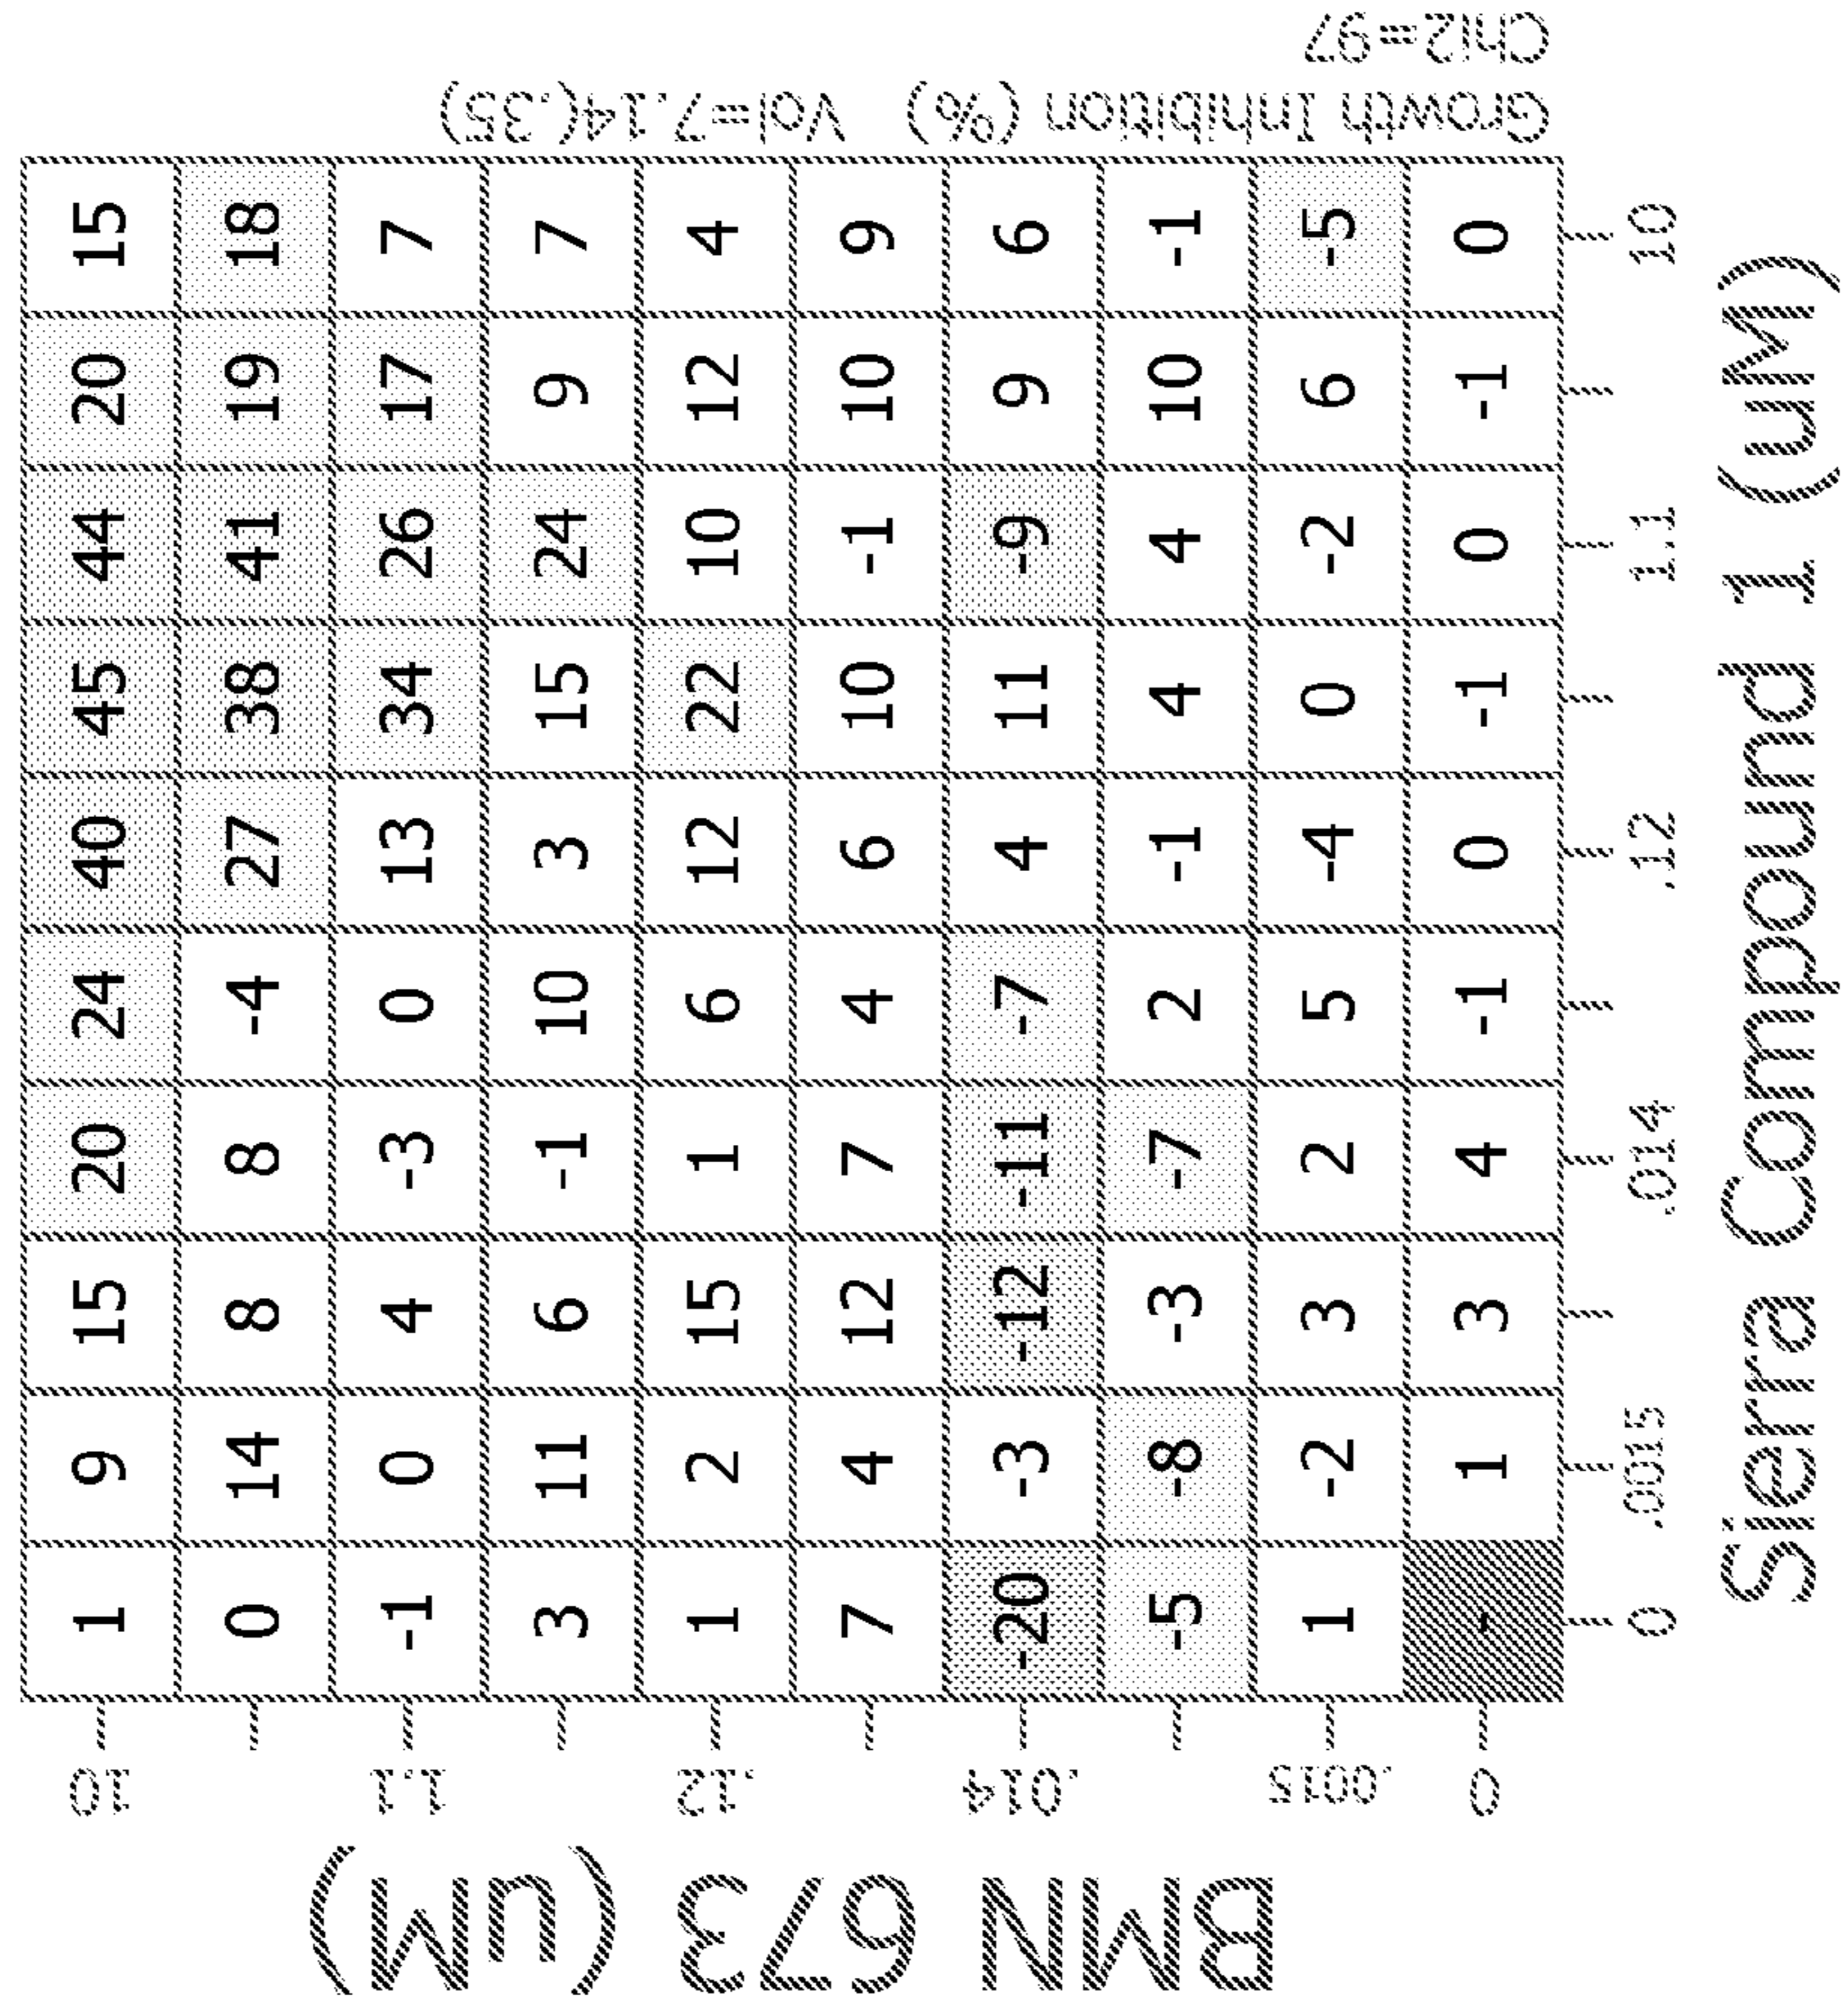 BMN 673 (uM)
10 1 9 15 20 24 40 45 44 20 15
0 14 8 8 -4 27 38 41 19 18
1.1 -1 0 4 -3 0 13 34 26 17 7
3 11 6 -1 10 3 15 24 9 7
.12 1 2 15 1 6 12 22 10 12 4
7 4 12 7 4 6 10 -1 10 9
.014 -20 -3 -12 -11 -7 4 11 -9 9 6
-5 -8 -3 -7 2 -1 4 4 10 -1
.0015 1 -2 3 2 5 -4 0 -2 6 -5
0 - 1 3 4 -1 0 -1 0 -1 0
0 .0015 .014 .12 1.1 10
Sierra Compound 1 (uM)
Growth Inhibition (%) Vol=7.14(.35)
Chi2=97